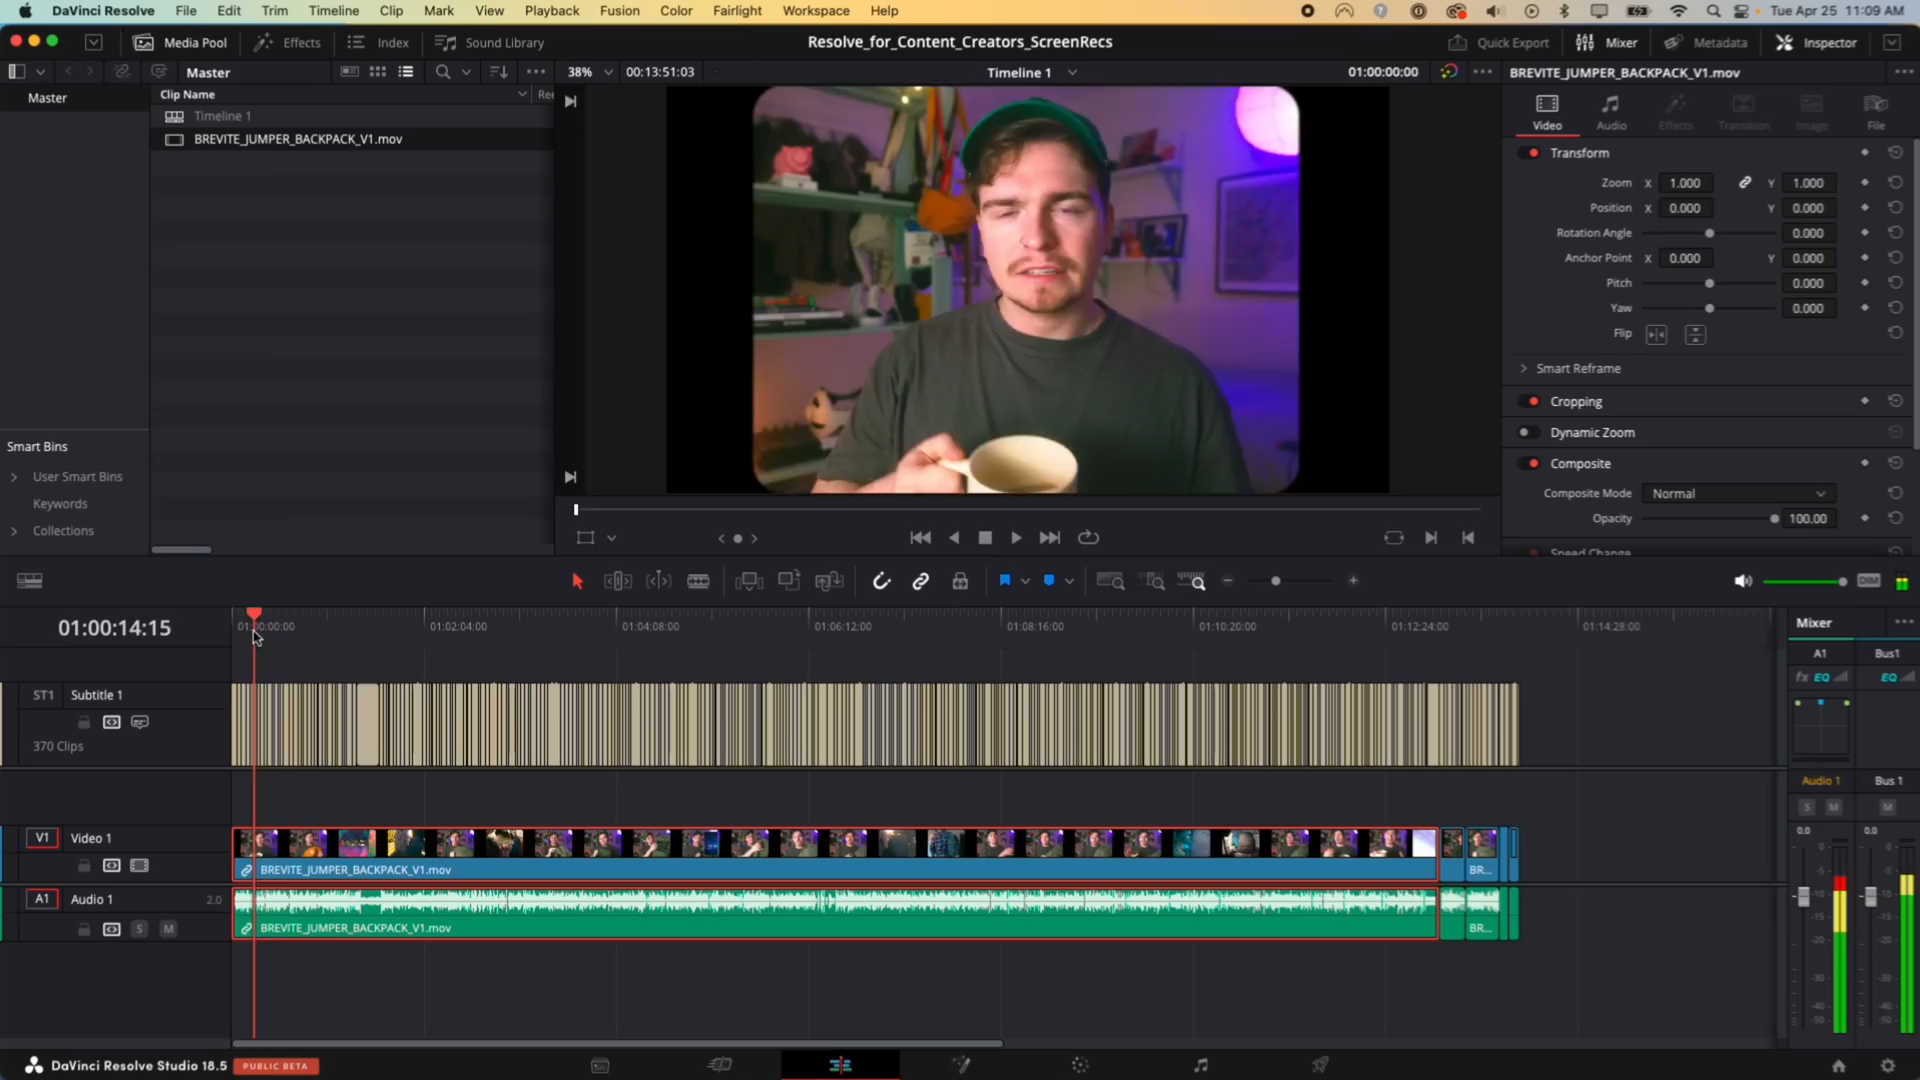 DaVinci Resolve File Edit Trim Timeline Clip Mark View Playback Fusion Color Fairlight Workspace Help Tue Apr 25 11:09 AM
Media Pool Effects Index Sound Library Resolve_for_Content_Creators_ScreenRecs Quick Export Mixer Metadata Inspector
Master 38% 00:13:51:03 Timeline 1 01:00:00:00 BREVITE_JUMPER_BACKPACK_V1.mov
Master
Clip Name Ree
Timeline 1
BREVITE_JUMPER_BACKPACK_V1.mov
Video Audio Effects Transition Image File
Transform
Zoom X 1.000 Y 1.000
Position X 0.000 Y 0.000
Rotation Angle 0.000
Anchor Point X 0.000 Y 0.000
Pitch 0.000
Yaw 0.000
Flip
Smart Reframe
Cropping
Dynamic Zoom
Composite
Composite Mode Normal
Opacity 100.00
Speed Change
Smart Bins
User Smart Bins
Keywords
Collections
DIM
01:00:14:15
01:00:00:00 01:02:04:00 01:04:08:00 01:06:12:00 01:08:16:00 01:10:20:00 01:12:24:00 01:14:28:00
Mixer
A1 Bus1
fx EQ EQ
ST1 Subtitle 1
370 Clips
Audio 1 Bus 1
S M M
0.0 0.0
V1 Video 1
BREVITE_JUMPER_BACKPACK_V1.mov BR...
A1 Audio 1 2.0
S M
BREVITE_JUMPER_BACKPACK_V1.mov BR...
DaVinci Resolve Studio 18.5 PUBLIC BETA